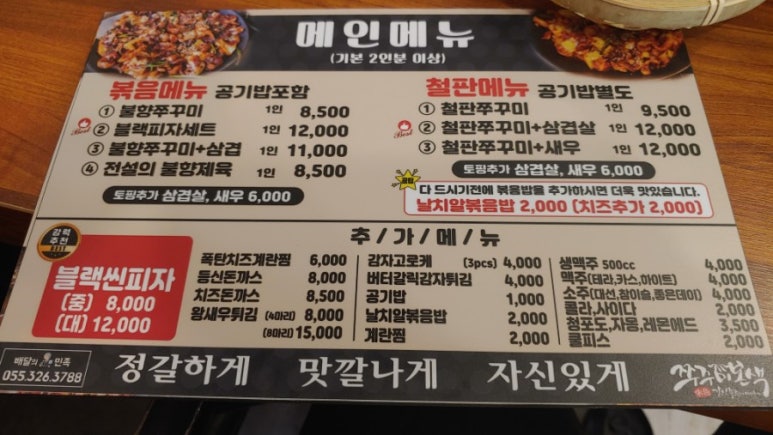 메인메뉴
(기본 2인분 이상)
볶음메뉴 공기밥포함
① 불향쭈꾸미 1인 8,500
Best ② 블랙피자세트 1인 12,000
③ 불향쭈꾸미+삼겹 1인 11,000
④ 전설의 불향제육 1인 8,500
토핑추가 삼겹살, 새우 6,000
철판메뉴 공기밥별도
① 철판쭈꾸미 1인 9,500
Best ② 철판쭈꾸미+삼겹살 1인 12,000
③ 철판쭈꾸미+새우 1인 12,000
토핑추가 삼겹살, 새우 6,000
꿀팁
다 드시기전에 볶음밥을 추가하시면 더욱 맛있습니다.
날치알볶음밥 2,000 (치즈추가 2,000)
추/가/메/뉴
강력
추천
BEST
블랙씬피자
(중) 8,000
(대) 12,000
폭탄치즈계란찜 6,000
등신돈까스 8,000
치즈돈까스 8,500
왕새우튀김 (4마리) 8,000
(8마리) 15,000
감자고로케 (3pcs) 4,000
버터갈릭감자튀김 4,000
공기밥 1,000
날치알볶음밥 2,000
계란찜 2,000
생맥주 500cc 4,000
맥주(테라,카스,하이트) 4,000
소주(대선,참이슬,좋은데이) 4,000
콜라,사이다 2,000
청포도,자몽,레몬에드 3,500
쿨피스 2,000
배달의민족
055.326.3788
정갈하게 맛깔나게 자신있게